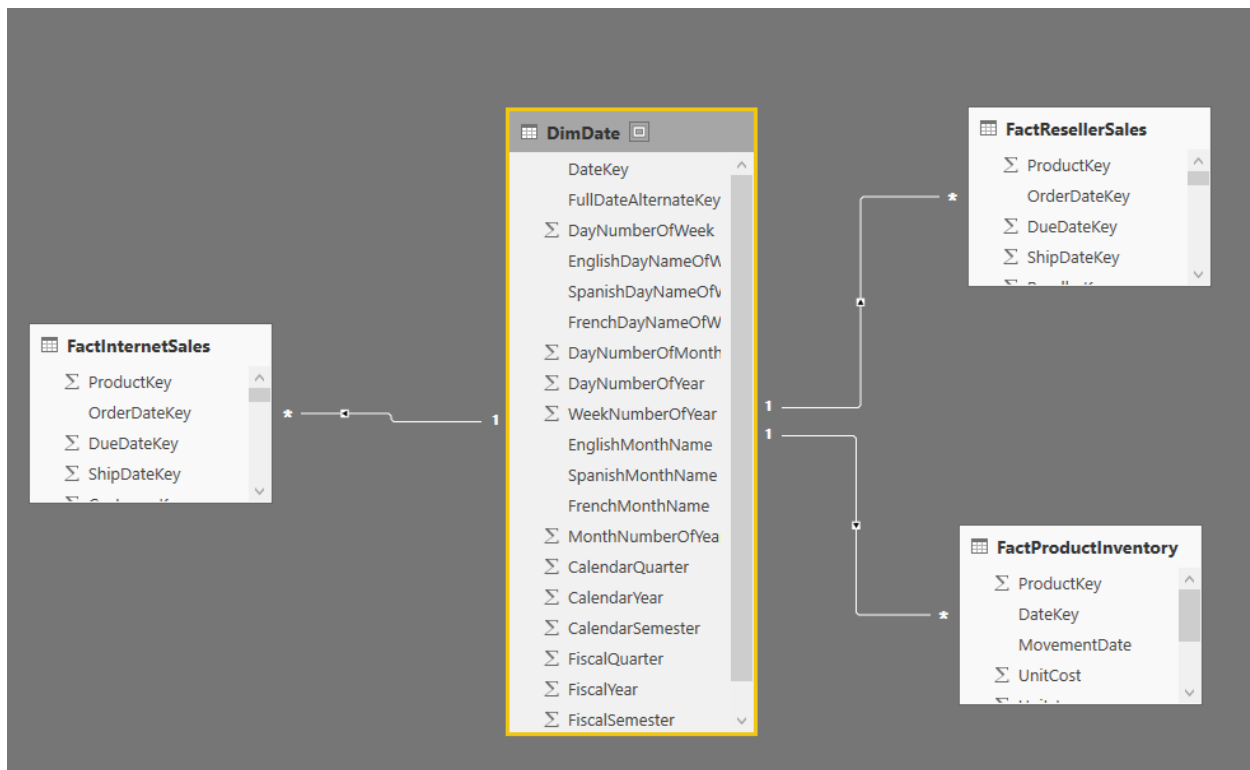 DimDate
DateKey
FullDateAlternateKey
Σ DayNumberOfWeek
EnglishDayNameOfW
SpanishDayNameOfW
FrenchDayNameOfW
Σ DayNumberOfMonth
Σ DayNumberOfYear
Σ WeekNumberOfYear
EnglishMonthName
SpanishMonthName
FrenchMonthName
Σ MonthNumberOfYea
Σ CalendarQuarter
Σ CalendarYear
Σ CalendarSemester
Σ FiscalQuarter
Σ FiscalYear
Σ FiscalSemester
FactInternetSales
Σ ProductKey
OrderDateKey
Σ DueDateKey
Σ ShipDateKey
* 1
FactResellerSales
Σ ProductKey
OrderDateKey
Σ DueDateKey
Σ ShipDateKey
1 *
FactProductInventory
Σ ProductKey
DateKey
MovementDate
Σ UnitCost
1 *